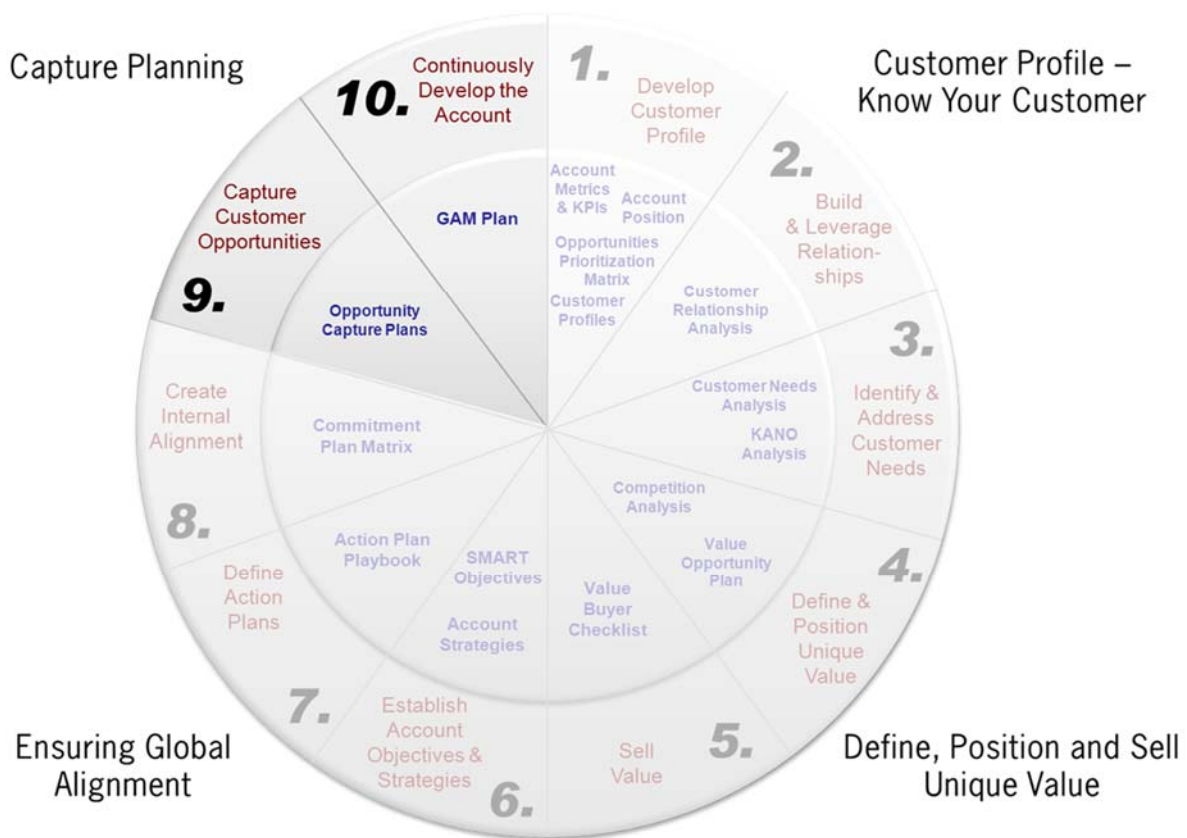 Capture Planning
Customer Profile –
Know Your Customer
1.
Develop
Customer
Profile
Account
Metrics
& KPIs
Account
Position
Opportunities
Prioritization
Matrix
Customer
Profiles
2.
Build
& Leverage
Relation-
ships
Customer
Relationship
Analysis
3.
Identify &
Address
Customer
Needs
Customer Needs
Analysis
KANO
Analysis
4.
Define &
Position
Unique
Value
Competition
Analysis
Value
Opportunity
Plan
5.
Sell
Value
Value
Buyer
Checklist
Define, Position and Sell
Unique Value
6.
Establish
Account
Objectives &
Strategies
SMART
Objectives
Account
Strategies
7.
Define
Action
Plans
Action Plan
Playbook
Ensuring Global
Alignment
8.
Create
Internal
Alignment
Commitment
Plan Matrix
9.
Capture
Customer
Opportunities
Opportunity
Capture Plans
10.
Continuously
Develop the
Account
GAM Plan